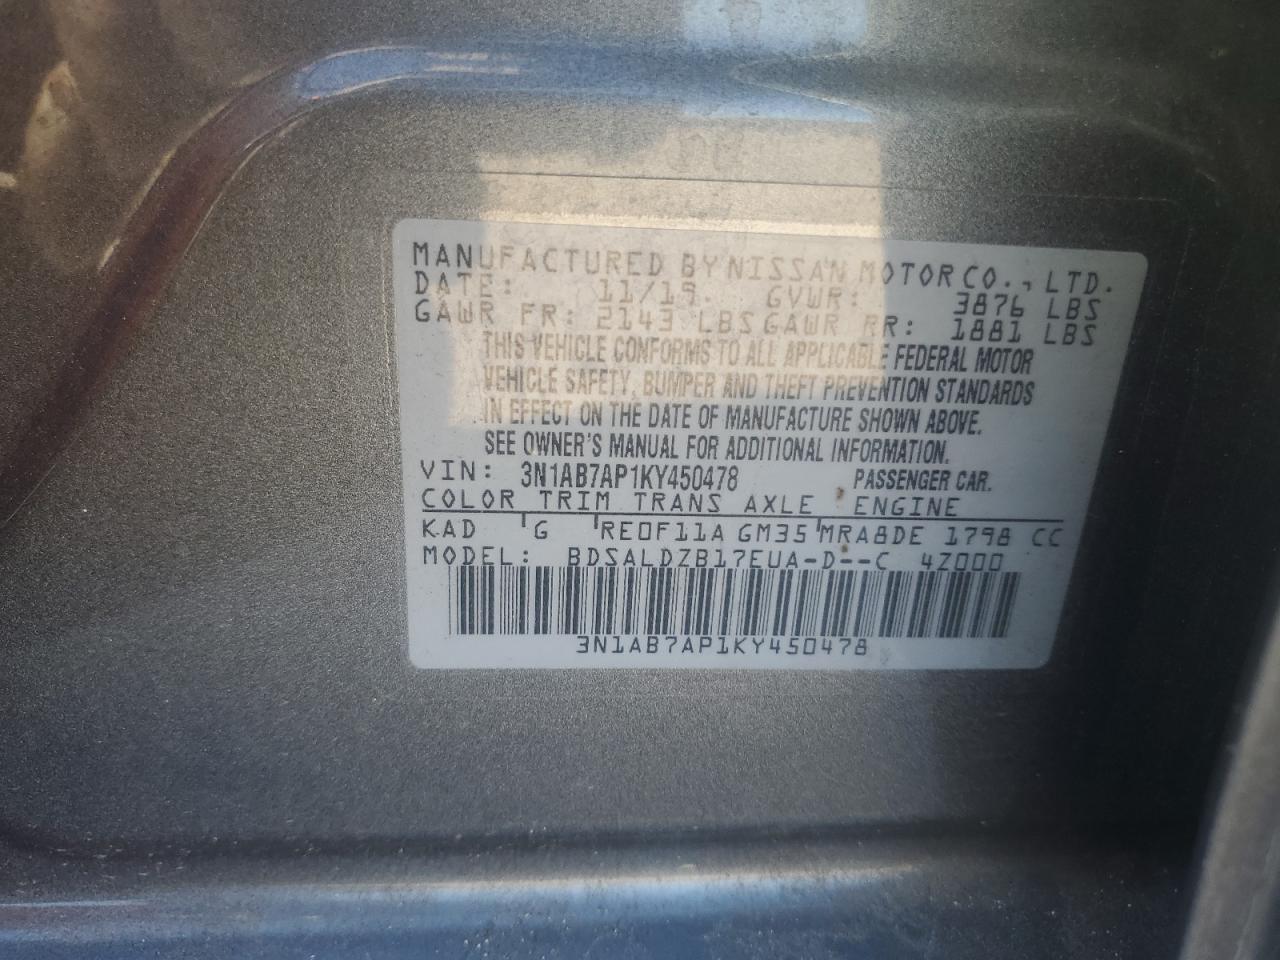 MANUFACTURED BY NISSAN MOTOR CO., LTD.
DATE: 11/19. GVWR: 3876 LBS
GAWR FR: 2143 LBS GAWR RR: 1881 LBS
THIS VEHICLE CONFORMS TO ALL APPLICABLE FEDERAL MOTOR
VEHICLE SAFETY, BUMPER AND THEFT PREVENTION STANDARDS
IN EFFECT ON THE DATE OF MANUFACTURE SHOWN ABOVE.
SEE OWNER'S MANUAL FOR ADDITIONAL INFORMATION.
VIN: 3N1AB7AP1KY450478 PASSENGER CAR.
COLOR TRIM TRANS AXLE ENGINE
KAD G RE0F11A GM35 MRA8DE 1798 CC
MODEL: BDSALDZB17EUA-D--C 4Z000
3N1AB7AP1KY450478